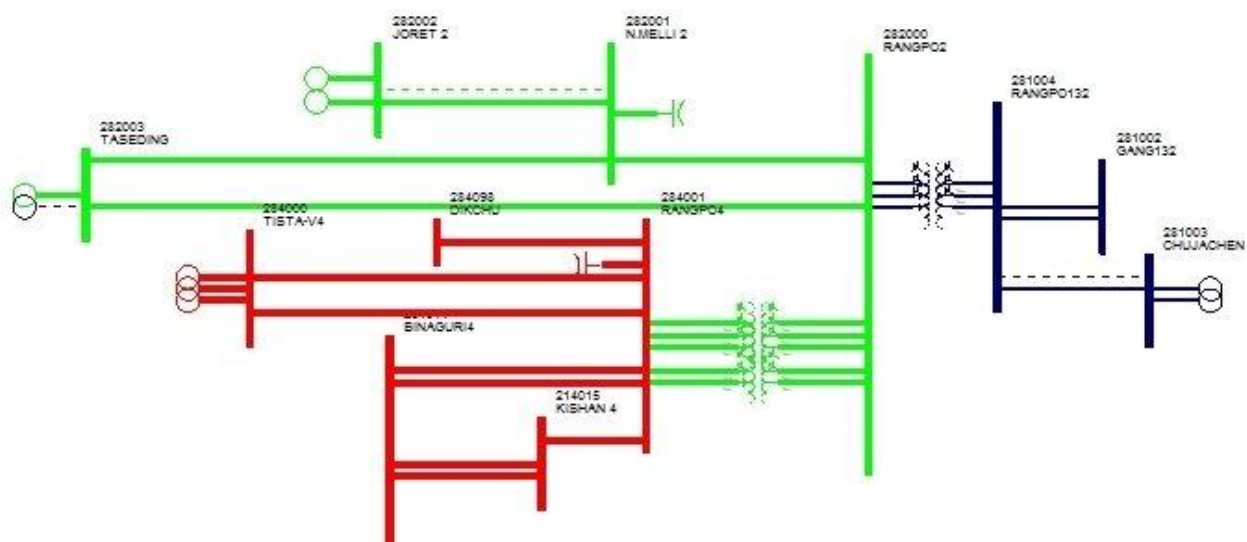 282002
JORET 2
282001
N.MELLI 2
282000
RANGPO2
281004
RANGPO132
281002
GANG132
282003
TASEDING
284000
TISTA-V4
284098
DIKCHU
284001
RANGPO4
281003
CHUJACHEN
BINAGURI4
214015
KISHAN 4